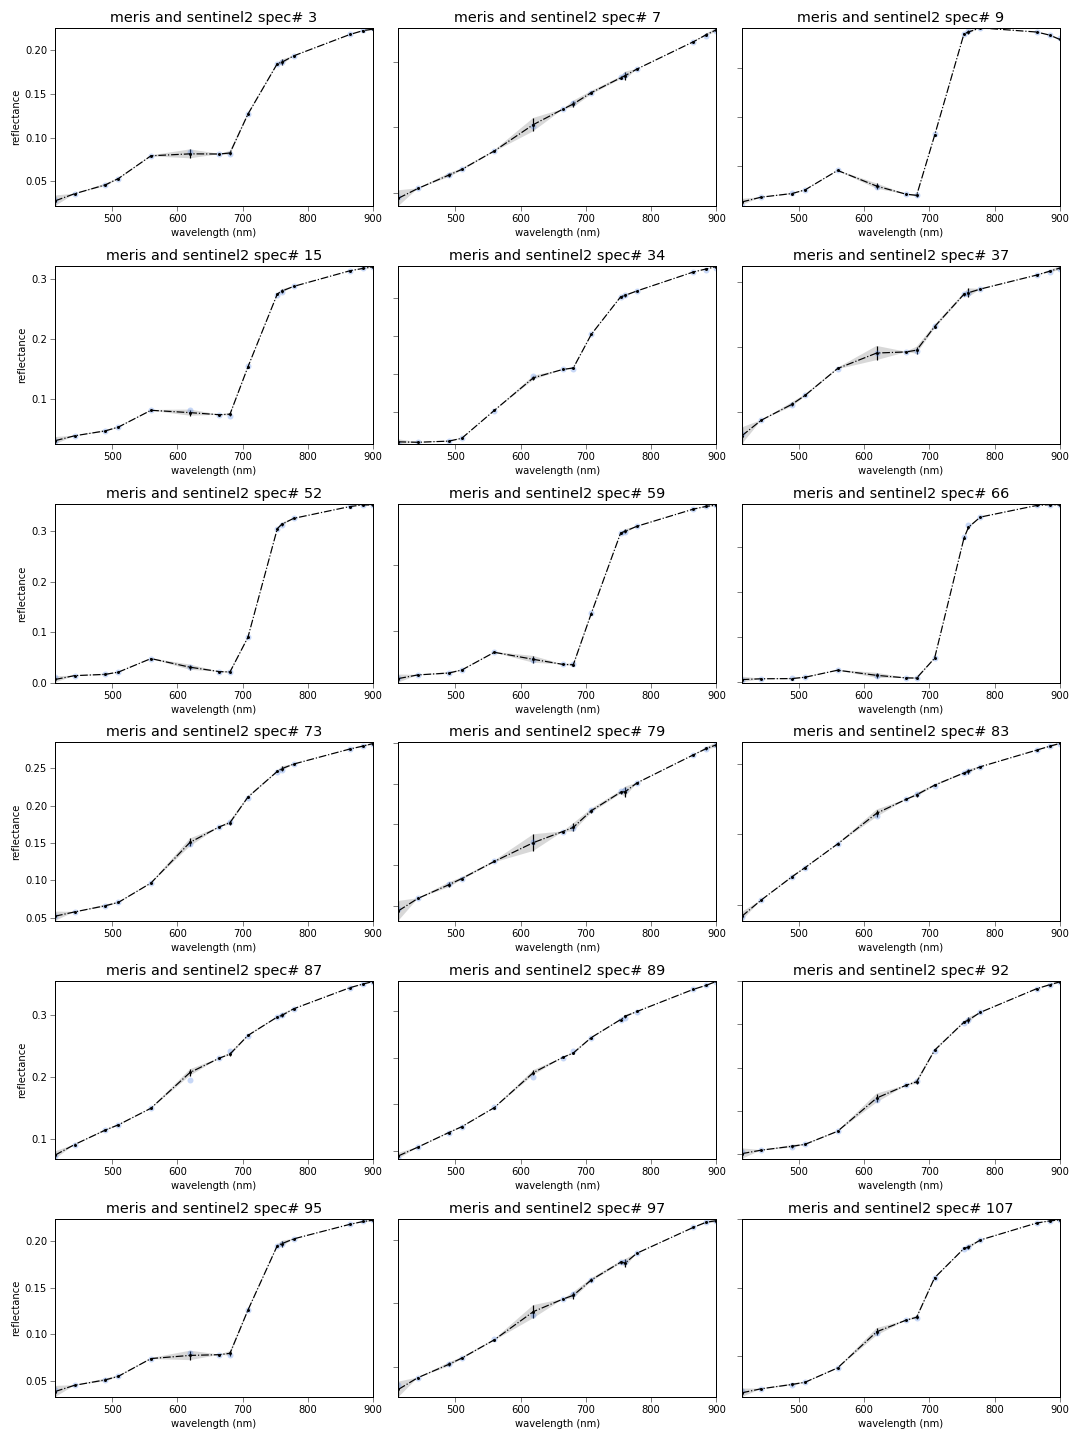 meris and sentinel2 spec# 3
meris and sentinel2 spec# 7
meris and sentinel2 spec# 9
0.20
0.15
0.10
0.05
reflectance
500 600 700 800 900
500 600 700 800 900
500 600 700 800 900
wavelength (nm)
wavelength (nm)
wavelength (nm)
meris and sentinel2 spec# 15
meris and sentinel2 spec# 34
meris and sentinel2 spec# 37
0.3
0.2
0.1
reflectance
500 600 700 800 900
500 600 700 800 900
500 600 700 800 900
wavelength (nm)
wavelength (nm)
wavelength (nm)
meris and sentinel2 spec# 52
meris and sentinel2 spec# 59
meris and sentinel2 spec# 66
0.3
0.2
0.1
0.0
reflectance
500 600 700 800 900
500 600 700 800 900
500 600 700 800 900
wavelength (nm)
wavelength (nm)
wavelength (nm)
meris and sentinel2 spec# 73
meris and sentinel2 spec# 79
meris and sentinel2 spec# 83
0.25
0.20
0.15
0.10
0.05
reflectance
500 600 700 800 900
500 600 700 800 900
500 600 700 800 900
wavelength (nm)
wavelength (nm)
wavelength (nm)
meris and sentinel2 spec# 87
meris and sentinel2 spec# 89
meris and sentinel2 spec# 92
0.3
0.2
0.1
reflectance
500 600 700 800 900
500 600 700 800 900
500 600 700 800 900
wavelength (nm)
wavelength (nm)
wavelength (nm)
meris and sentinel2 spec# 95
meris and sentinel2 spec# 97
meris and sentinel2 spec# 107
0.20
0.15
0.10
0.05
reflectance
500 600 700 800 900
500 600 700 800 900
500 600 700 800 900
wavelength (nm)
wavelength (nm)
wavelength (nm)